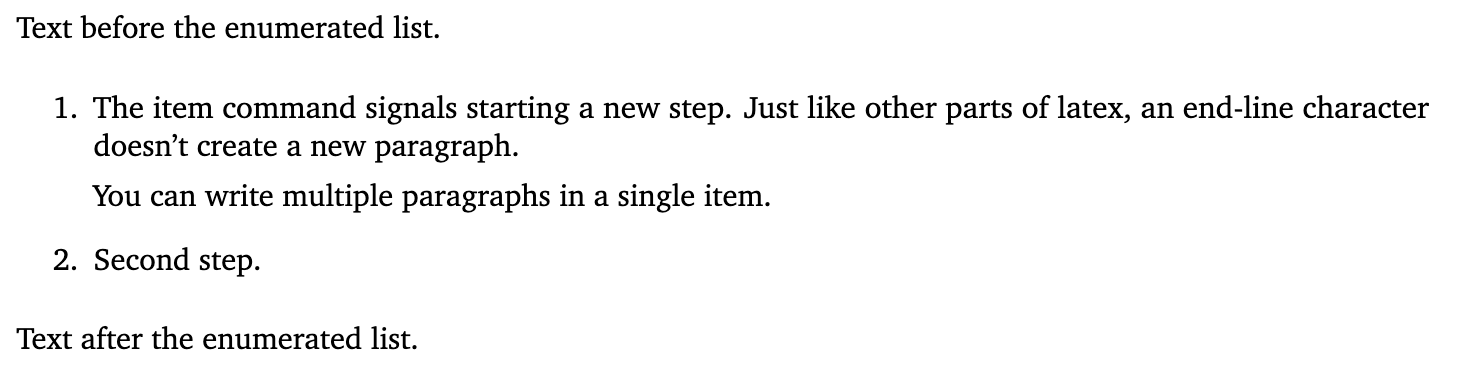 Text before the enumerated list.
1. The item command signals starting a new step. Just like other parts of latex, an end-line character
doesn’t create a new paragraph.
You can write multiple paragraphs in a single item.
2. Second step.
Text after the enumerated list.